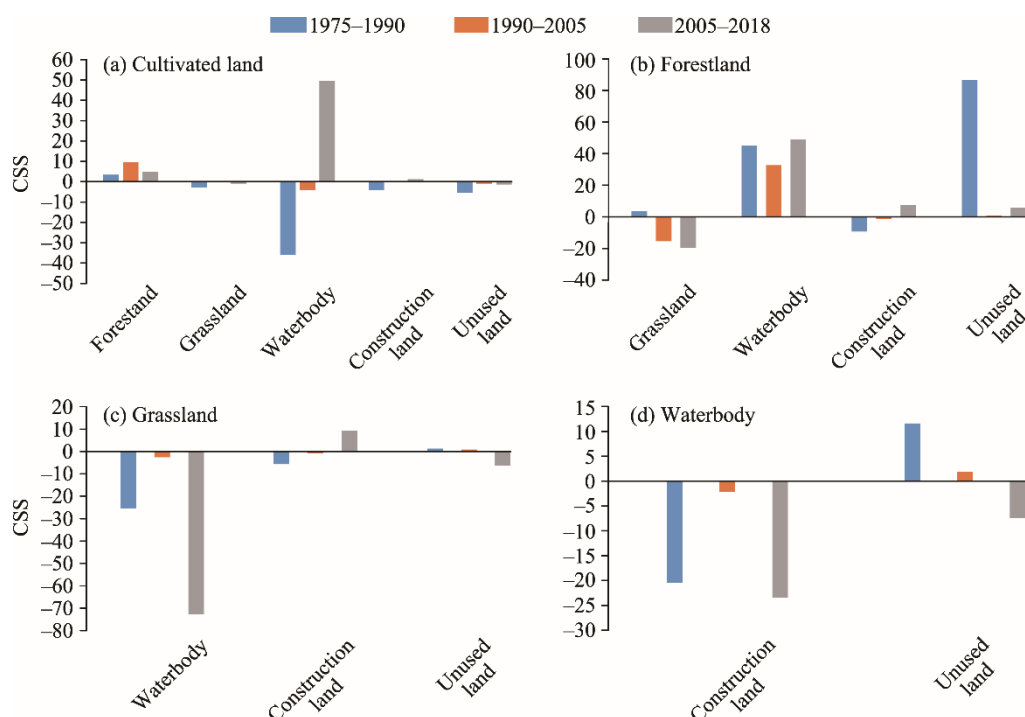 1975–1990 1990–2005 2005–2018
(a) Cultivated land
CSS
60
50
40
30
20
10
0
–10
–20
–30
–40
–50
Forestand
Grassland
Waterbody
Construction
land
Unused
land
(b) Forestland
100
80
60
40
20
0
–20
–40
Grassland
Waterbody
Construction
land
Unused
land
(c) Grassland
CSS
20
10
0
–10
–20
–30
–40
–50
–60
–70
–80
Waterbody
Construction
land
Unused
land
(d) Waterbody
15
10
5
0
–5
–10
–15
–20
–25
–30
Construction
land
Unused
land